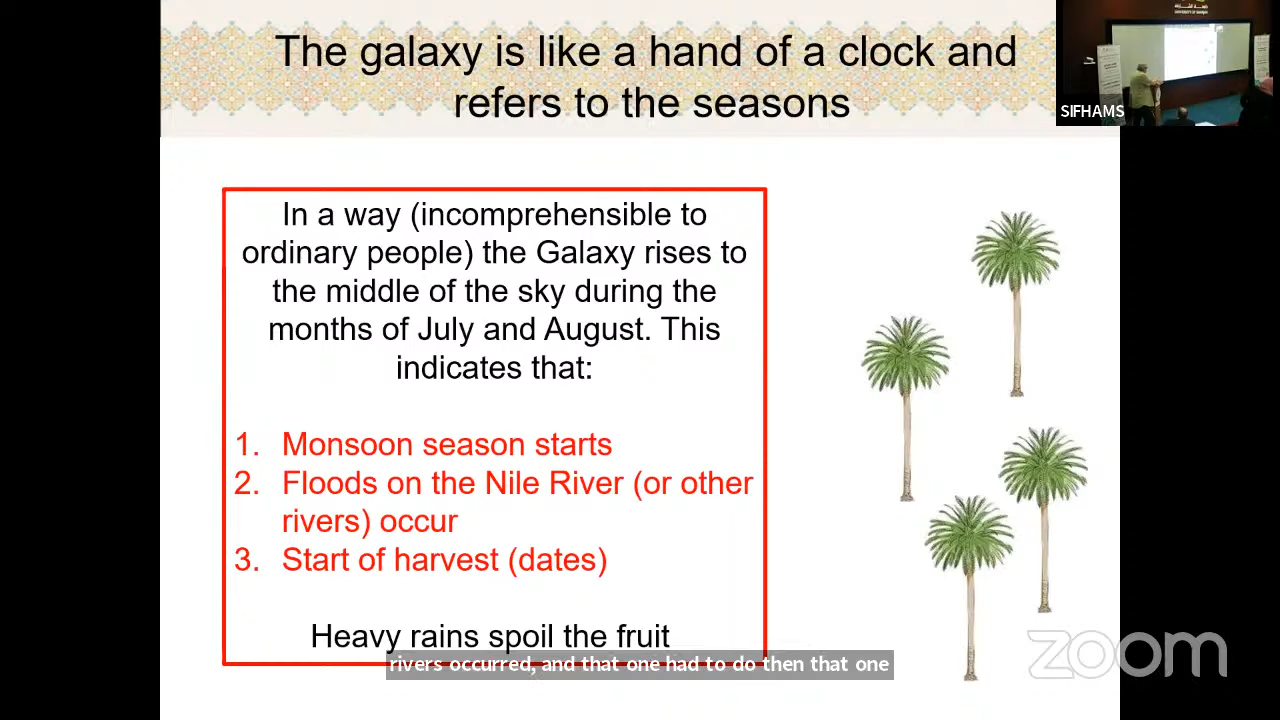 The galaxy is like a hand of a clock and
refers to the seasons
SIFHAMS
In a way (incomprehensible to
ordinary people) the Galaxy rises to
the middle of the sky during the
months of July and August. This
indicates that:
1. Monsoon season starts
2. Floods on the Nile River (or other
rivers) occur
3. Start of harvest (dates)
Heavy rains spoil the fruit
rivers occurred, and that one had to do then that one
zoom